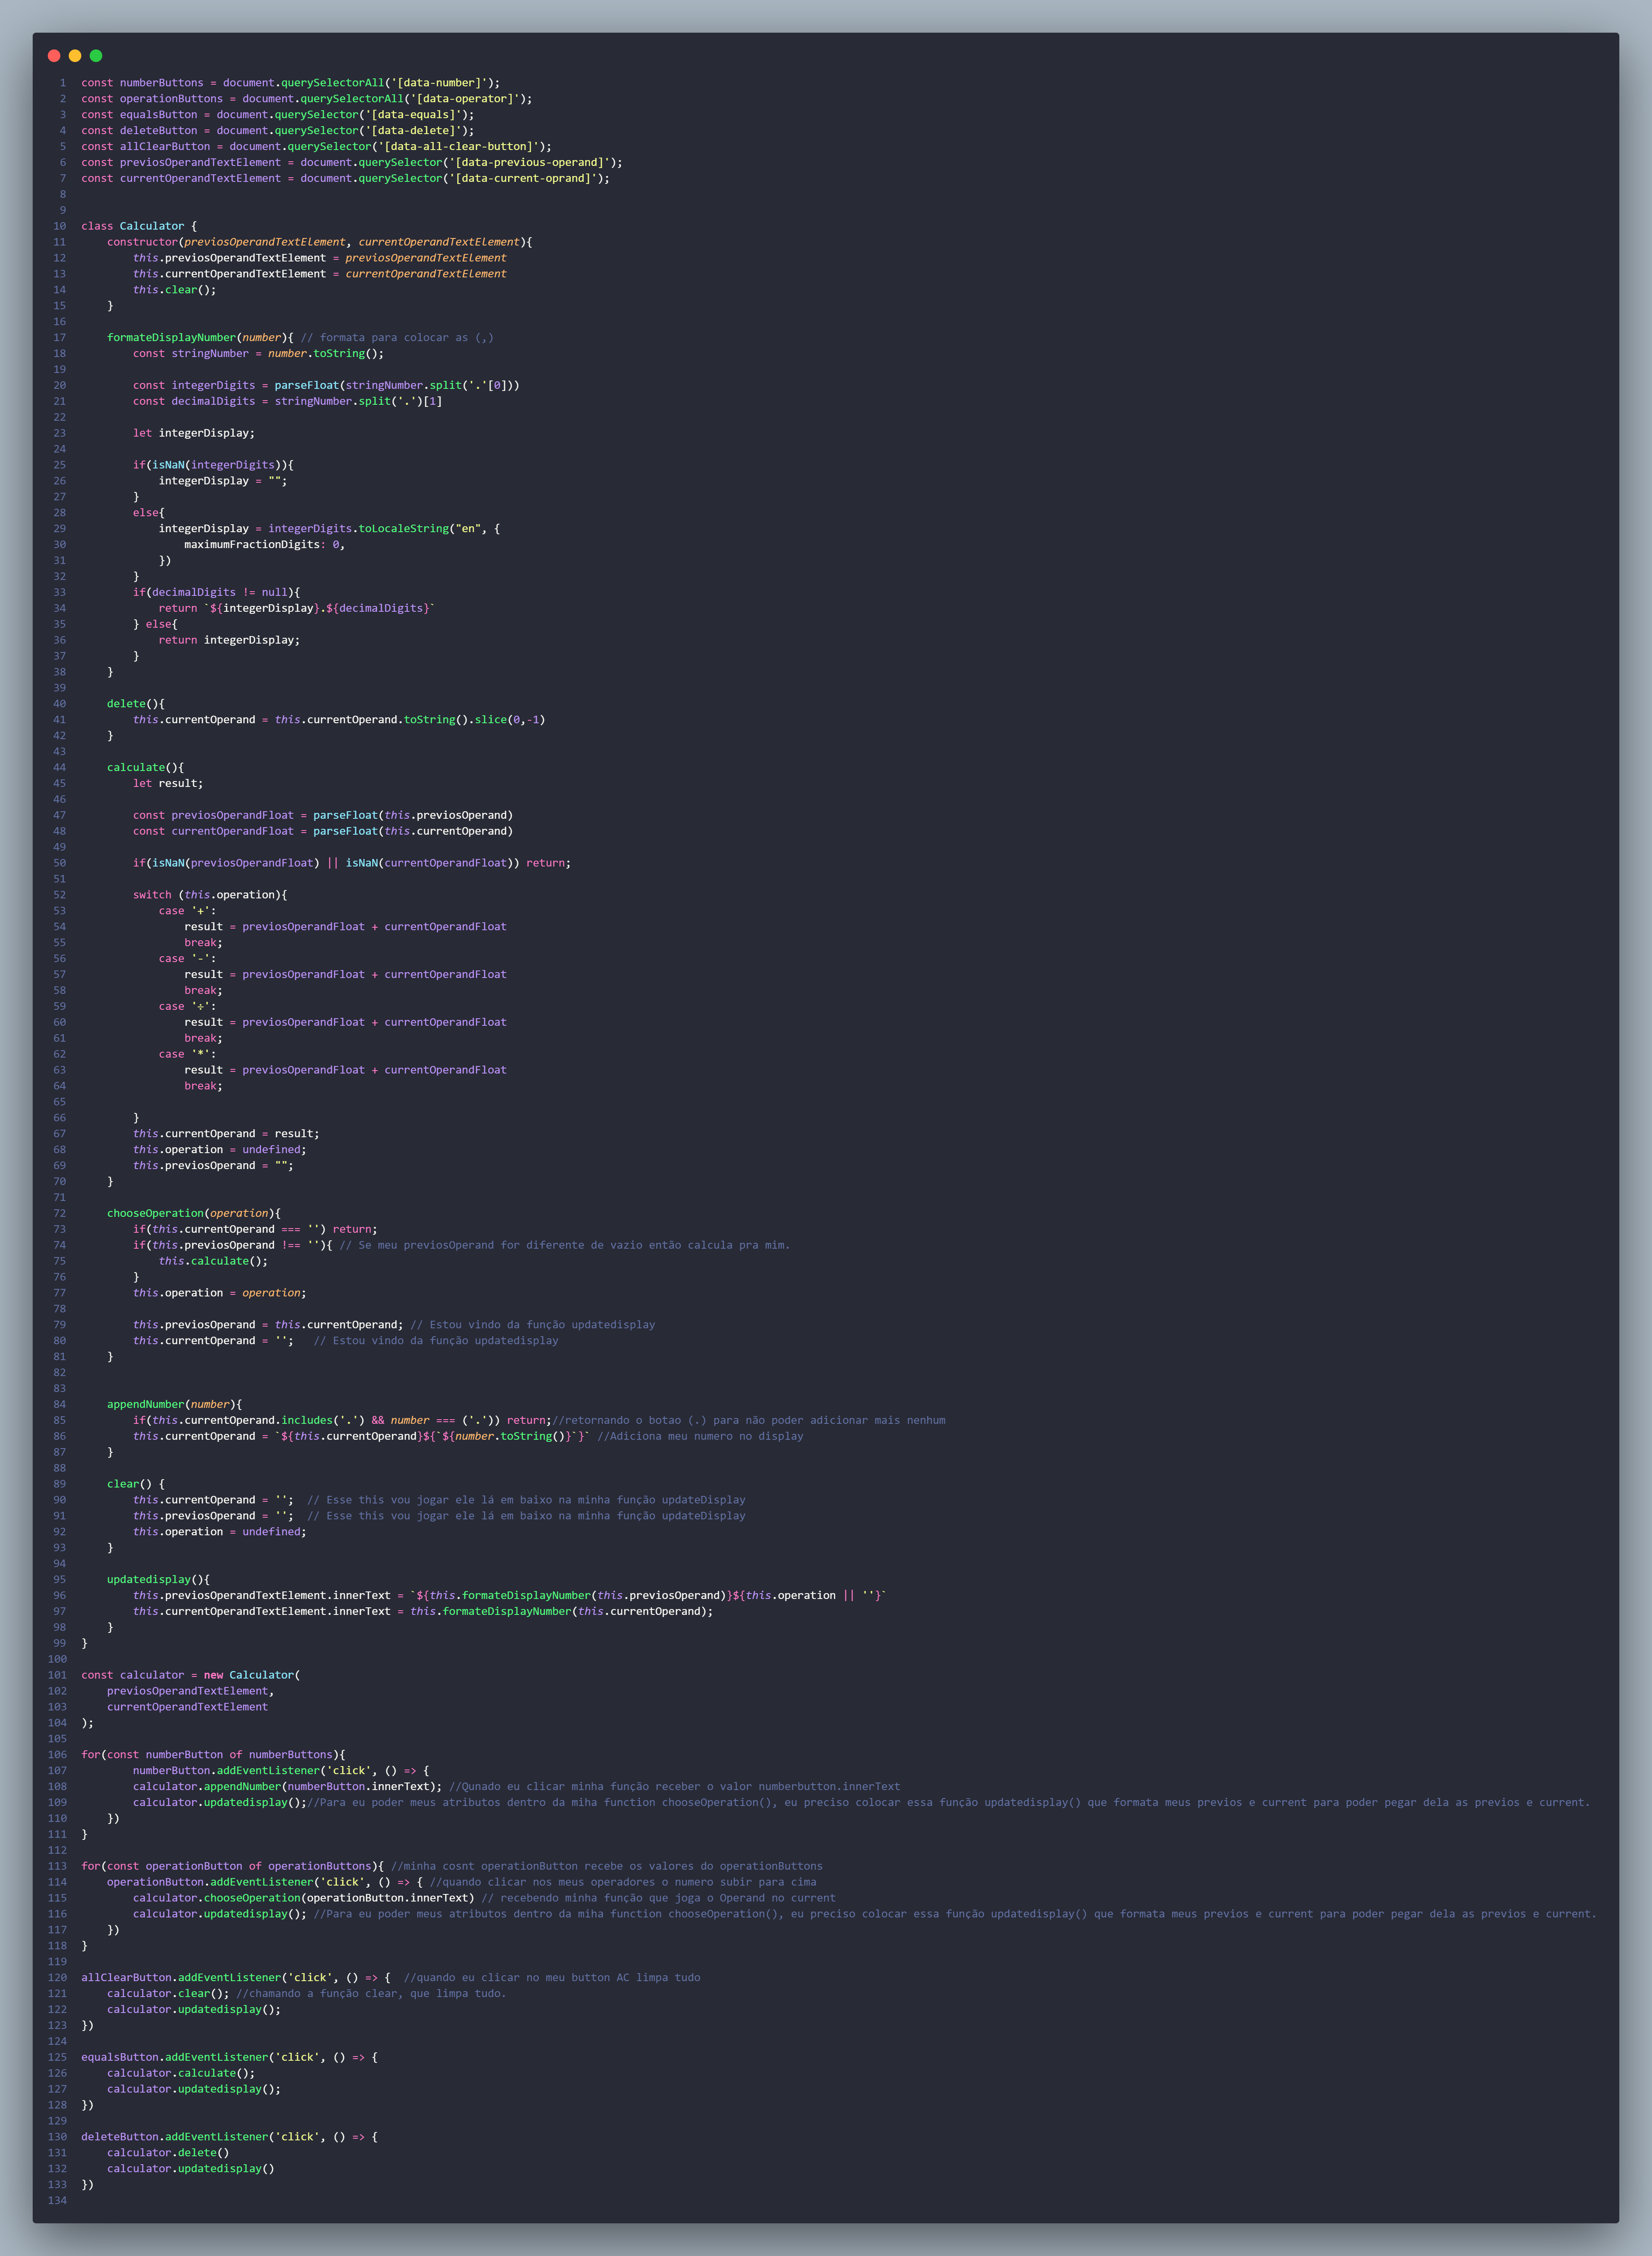 1 const numberButtons = document.querySelectorAll('[data-number]');
2 const operationButtons = document.querySelectorAll('[data-operator]');
3 const equalsButton = document.querySelector('[data-equals]');
4 const deleteButton = document.querySelector('[data-delete]');
5 const allClearButton = document.querySelector('[data-all-clear-button]');
6 const previosOperandTextElement = document.querySelector('[data-previous-operand]');
7 const currentOperandTextElement = document.querySelector('[data-current-oprand]');
8
9
10 class Calculator {
11     constructor(previosOperandTextElement, currentOperandTextElement){
12         this.previosOperandTextElement = previosOperandTextElement
13         this.currentOperandTextElement = currentOperandTextElement
14         this.clear();
15     }
16
17     formateDisplayNumber(number){ // formata para colocar as (,)
18         const stringNumber = number.toString();
19
20         const integerDigits = parseFloat(stringNumber.split('.'[0]))
21         const decimalDigits = stringNumber.split('.')[1]
22
23         let integerDisplay;
24
25         if(isNaN(integerDigits)){
26             integerDisplay = "";
27         }
28         else{
29             integerDisplay = integerDigits.toLocaleString("en", {
30                 maximumFractionDigits: 0,
31             })
32         }
33         if(decimalDigits != null){
34             return `${integerDisplay}.${decimalDigits}`
35         } else{
36             return integerDisplay;
37         }
38     }
39
40     delete(){
41         this.currentOperand = this.currentOperand.toString().slice(0,-1)
42     }
43
44     calculate(){
45         let result;
46
47         const previosOperandFloat = parseFloat(this.previosOperand)
48         const currentOperandFloat = parseFloat(this.currentOperand)
49
50         if(isNaN(previosOperandFloat) || isNaN(currentOperandFloat)) return;
51
52         switch (this.operation){
53             case '+':
54                 result = previosOperandFloat + currentOperandFloat
55                 break;
56             case '-':
57                 result = previosOperandFloat + currentOperandFloat
58                 break;
59             case '÷':
60                 result = previosOperandFloat + currentOperandFloat
61                 break;
62             case '*':
63                 result = previosOperandFloat + currentOperandFloat
64                 break;
65
66         }
67         this.currentOperand = result;
68         this.operation = undefined;
69         this.previosOperand = "";
70     }
71
72     chooseOperation(operation){
73         if(this.currentOperand === '') return;
74         if(this.previosOperand !== ''){ // Se meu previosOperand for diferente de vazio então calcula pra mim.
75             this.calculate();
76         }
77         this.operation = operation;
78
79         this.previosOperand = this.currentOperand; // Estou vindo da função updatedisplay
80         this.currentOperand = '';   // Estou vindo da função updatedisplay
81     }
82
83
84     appendNumber(number){
85         if(this.currentOperand.includes('.') && number === ('.')) return;//retornando o botao (.) para não poder adicionar mais nenhum
86         this.currentOperand = `${this.currentOperand}${`${number.toString()}`}` //Adiciona meu numero no display
87     }
88
89     clear() {
90         this.currentOperand = '';  // Esse this vou jogar ele lá em baixo na minha função updateDisplay
91         this.previosOperand = '';  // Esse this vou jogar ele lá em baixo na minha função updateDisplay
92         this.operation = undefined;
93     }
94
95     updatedisplay(){
96         this.previosOperandTextElement.innerText = `${this.formateDisplayNumber(this.previosOperand)}${this.operation || ''}`
97         this.currentOperandTextElement.innerText = this.formateDisplayNumber(this.currentOperand);
98     }
99 }
100
101 const calculator = new Calculator(
102     previosOperandTextElement,
103     currentOperandTextElement
104 );
105
106 for(const numberButton of numberButtons){
107         numberButton.addEventListener('click', () => {
108         calculator.appendNumber(numberButton.innerText); //Qunado eu clicar minha função receber o valor numberbutton.innerText
109         calculator.updatedisplay();//Para eu poder meus atributos dentro da miha function chooseOperation(), eu preciso colocar essa função updatedisplay() que formata meus previos e current para poder pegar dela as previos e current.
110     })
111 }
112
113 for(const operationButton of operationButtons){ //minha cosnt operationButton recebe os valores do operationButtons
114     operationButton.addEventListener('click', () => { //quando clicar nos meus operadores o numero subir para cima
115         calculator.chooseOperation(operationButton.innerText) // recebendo minha função que joga o Operand no current
116         calculator.updatedisplay(); //Para eu poder meus atributos dentro da miha function chooseOperation(), eu preciso colocar essa função updatedisplay() que formata meus previos e current para poder pegar dela as previos e current.
117     })
118 }
119
120 allClearButton.addEventListener('click', () => {  //quando eu clicar no meu button AC limpa tudo
121     calculator.clear(); //chamando a função clear, que limpa tudo.
122     calculator.updatedisplay();
123 })
124
125 equalsButton.addEventListener('click', () => {
126     calculator.calculate();
127     calculator.updatedisplay();
128 })
129
130 deleteButton.addEventListener('click', () => {
131     calculator.delete()
132     calculator.updatedisplay()
133 })
134